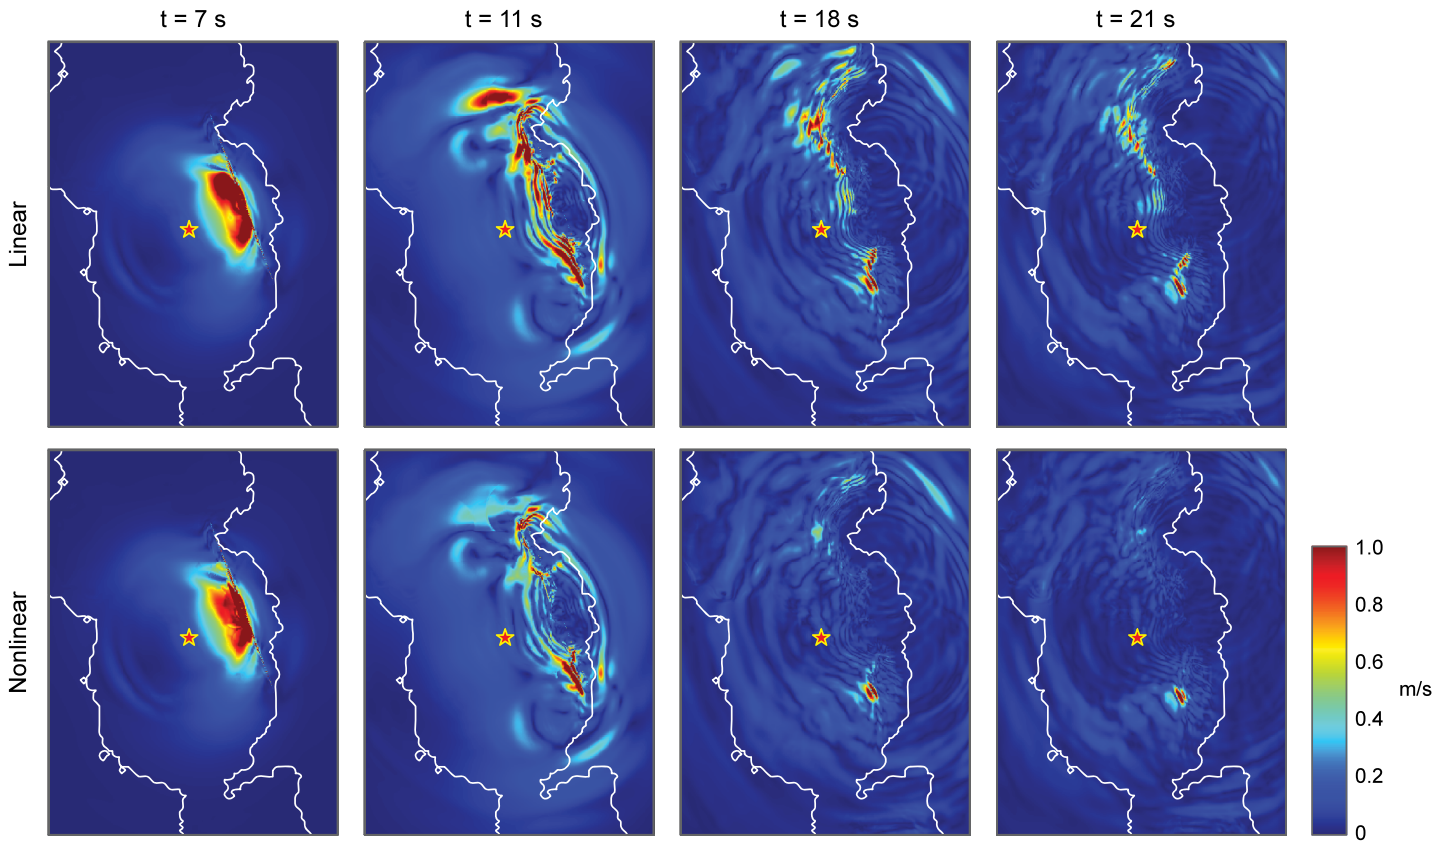 t = 7 s
t = 11 s
t = 18 s
t = 21 s
Linear
Nonlinear
1.0
0.8
0.6
0.4
0.2
0
m/s